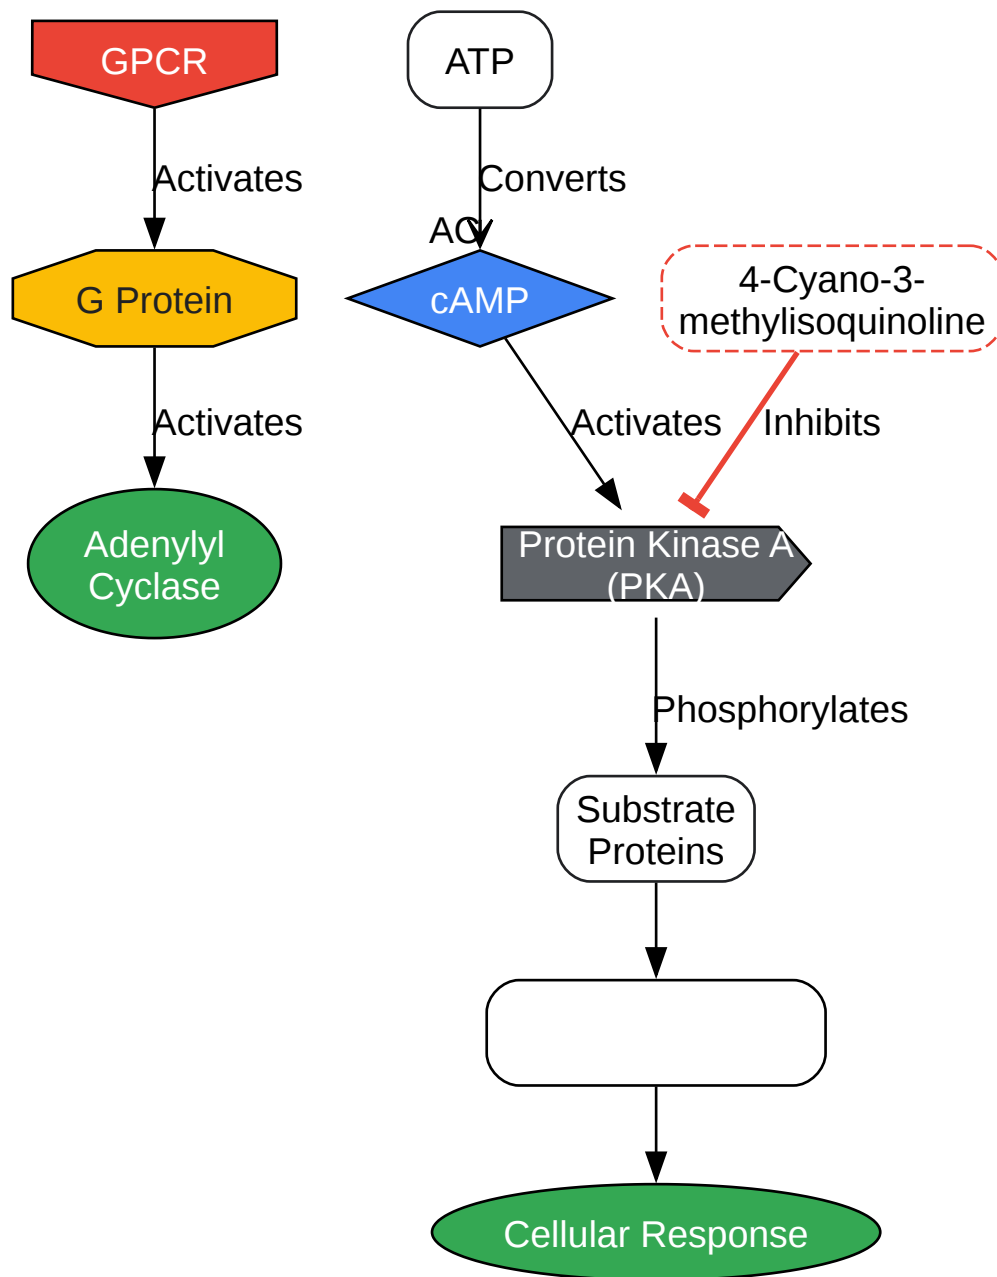 GPCR
ATP
Activates
Converts
AC
G Protein
cAMP
4-Cyano-3-
methylisoquinoline
Activates
Activates
Inhibits
Adenylyl
Cyclase
Protein Kinase A
(PKA)
Phosphorylates
Substrate
Proteins
Cellular Response